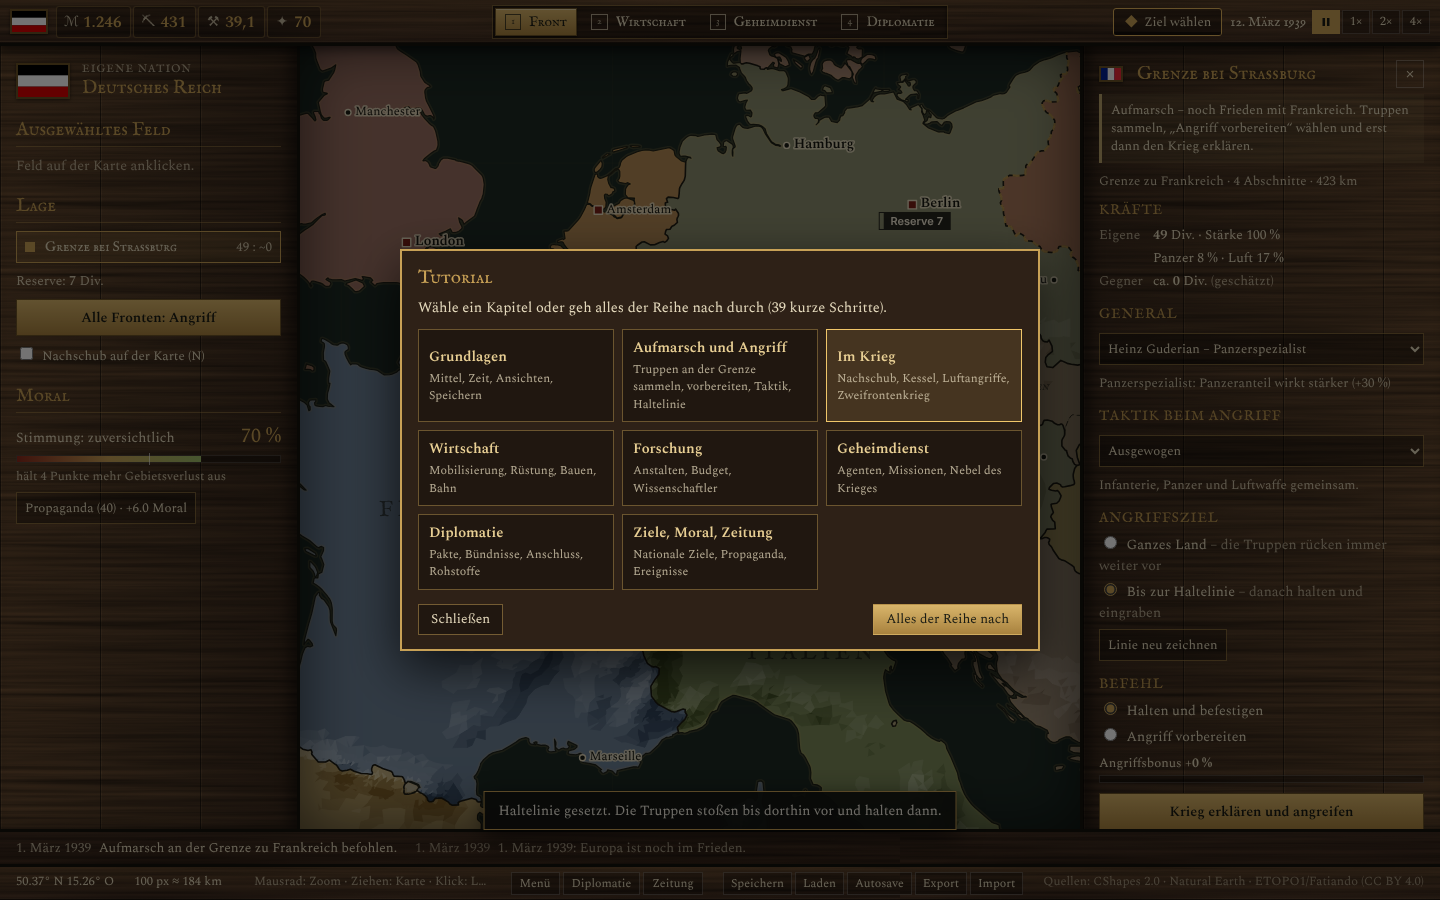 ℳ 1.246 431 39,1 70
1 Front 2 Wirtschaft 3 Geheimdienst 4 Diplomatie
Ziel wählen 12. März 1939 1× 2× 4×
eigene Nation
Deutsches Reich
Ausgewähltes Feld
Feld auf der Karte anklicken.
Lage
Grenze bei Strassburg 49 : ~0
Reserve: 7 Div.
Alle Fronten: Angriff
Nachschub auf der Karte (N)
Moral
Stimmung: zuversichtlich 70 %
hält 4 Punkte mehr Gebietsverlust aus
Propaganda (40) · +6.0 Moral
Manchester
Hamburg
Amsterdam
Berlin
Reserve 7
London
F
ITALIEN
Marseille
Tutorial
Wähle ein Kapitel oder geh alles der Reihe nach durch (39 kurze Schritte).
Grundlagen
Mittel, Zeit, Ansichten,
Speichern
Aufmarsch und Angriff
Truppen an der Grenze
sammeln, vorbereiten, Taktik,
Haltelinie
Im Krieg
Nachschub, Kessel, Luftangriffe,
Zweifrontenkrieg
Wirtschaft
Mobilisierung, Rüstung, Bauen,
Bahn
Forschung
Anstalten, Budget,
Wissenschaftler
Geheimdienst
Agenten, Missionen, Nebel des
Krieges
Diplomatie
Pakte, Bündnisse, Anschluss,
Rohstoffe
Ziele, Moral, Zeitung
Nationale Ziele, Propaganda,
Ereignisse
Schließen Alles der Reihe nach
Haltelinie gesetzt. Die Truppen stoßen bis dorthin vor und halten dann.
Grenze bei Strassburg ×
Aufmarsch – noch Frieden mit Frankreich. Truppen
sammeln, „Angriff vorbereiten“ wählen und erst
dann den Krieg erklären.
Grenze zu Frankreich · 4 Abschnitte · 423 km
KRÄFTE
Eigene 49 Div. · Stärke 100 %
Panzer 8 % · Luft 17 %
Gegner ca. 0 Div. (geschätzt)
GENERAL
Heinz Guderian – Panzerspezialist
Panzerspezialist: Panzeranteil wirkt stärker (+30 %)
TAKTIK BEIM ANGRIFF
Ausgewogen
Infanterie, Panzer und Luftwaffe gemeinsam.
ANGRIFFSZIEL
Ganzes Land – die Truppen rücken immer
weiter vor
Bis zur Haltelinie – danach halten und
eingraben
Linie neu zeichnen
BEFEHL
Halten und befestigen
Angriff vorbereiten
Angriffsbonus +0 %
Krieg erklären und angreifen
1. März 1939 Aufmarsch an der Grenze zu Frankreich befohlen. 1. März 1939 1. März 1939: Europa ist noch im Frieden.
50.37° N 15.26° O 100 px ≈ 184 km Mausrad: Zoom · Ziehen: Karte · Klick: L... Menü Diplomatie Zeitung Speichern Laden Autosave Export Import Quellen: CShapes 2.0 · Natural Earth · ETOPO1/Fatiando (CC BY 4.0)